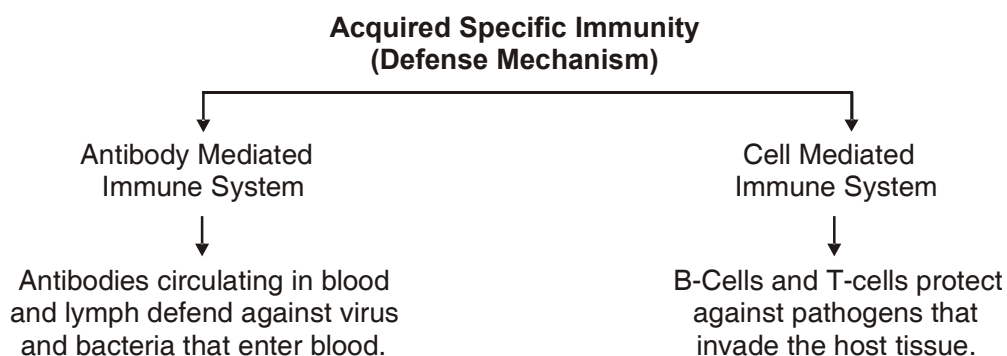 Acquired Specific Immunity
(Defense Mechanism)
Antibody Mediated
Immune System
Cell Mediated
Immune System
Antibodies circulating in blood
and lymph defend against virus
and bacteria that enter blood.
B-Cells and T-cells protect
against pathogens that
invade the host tissue.